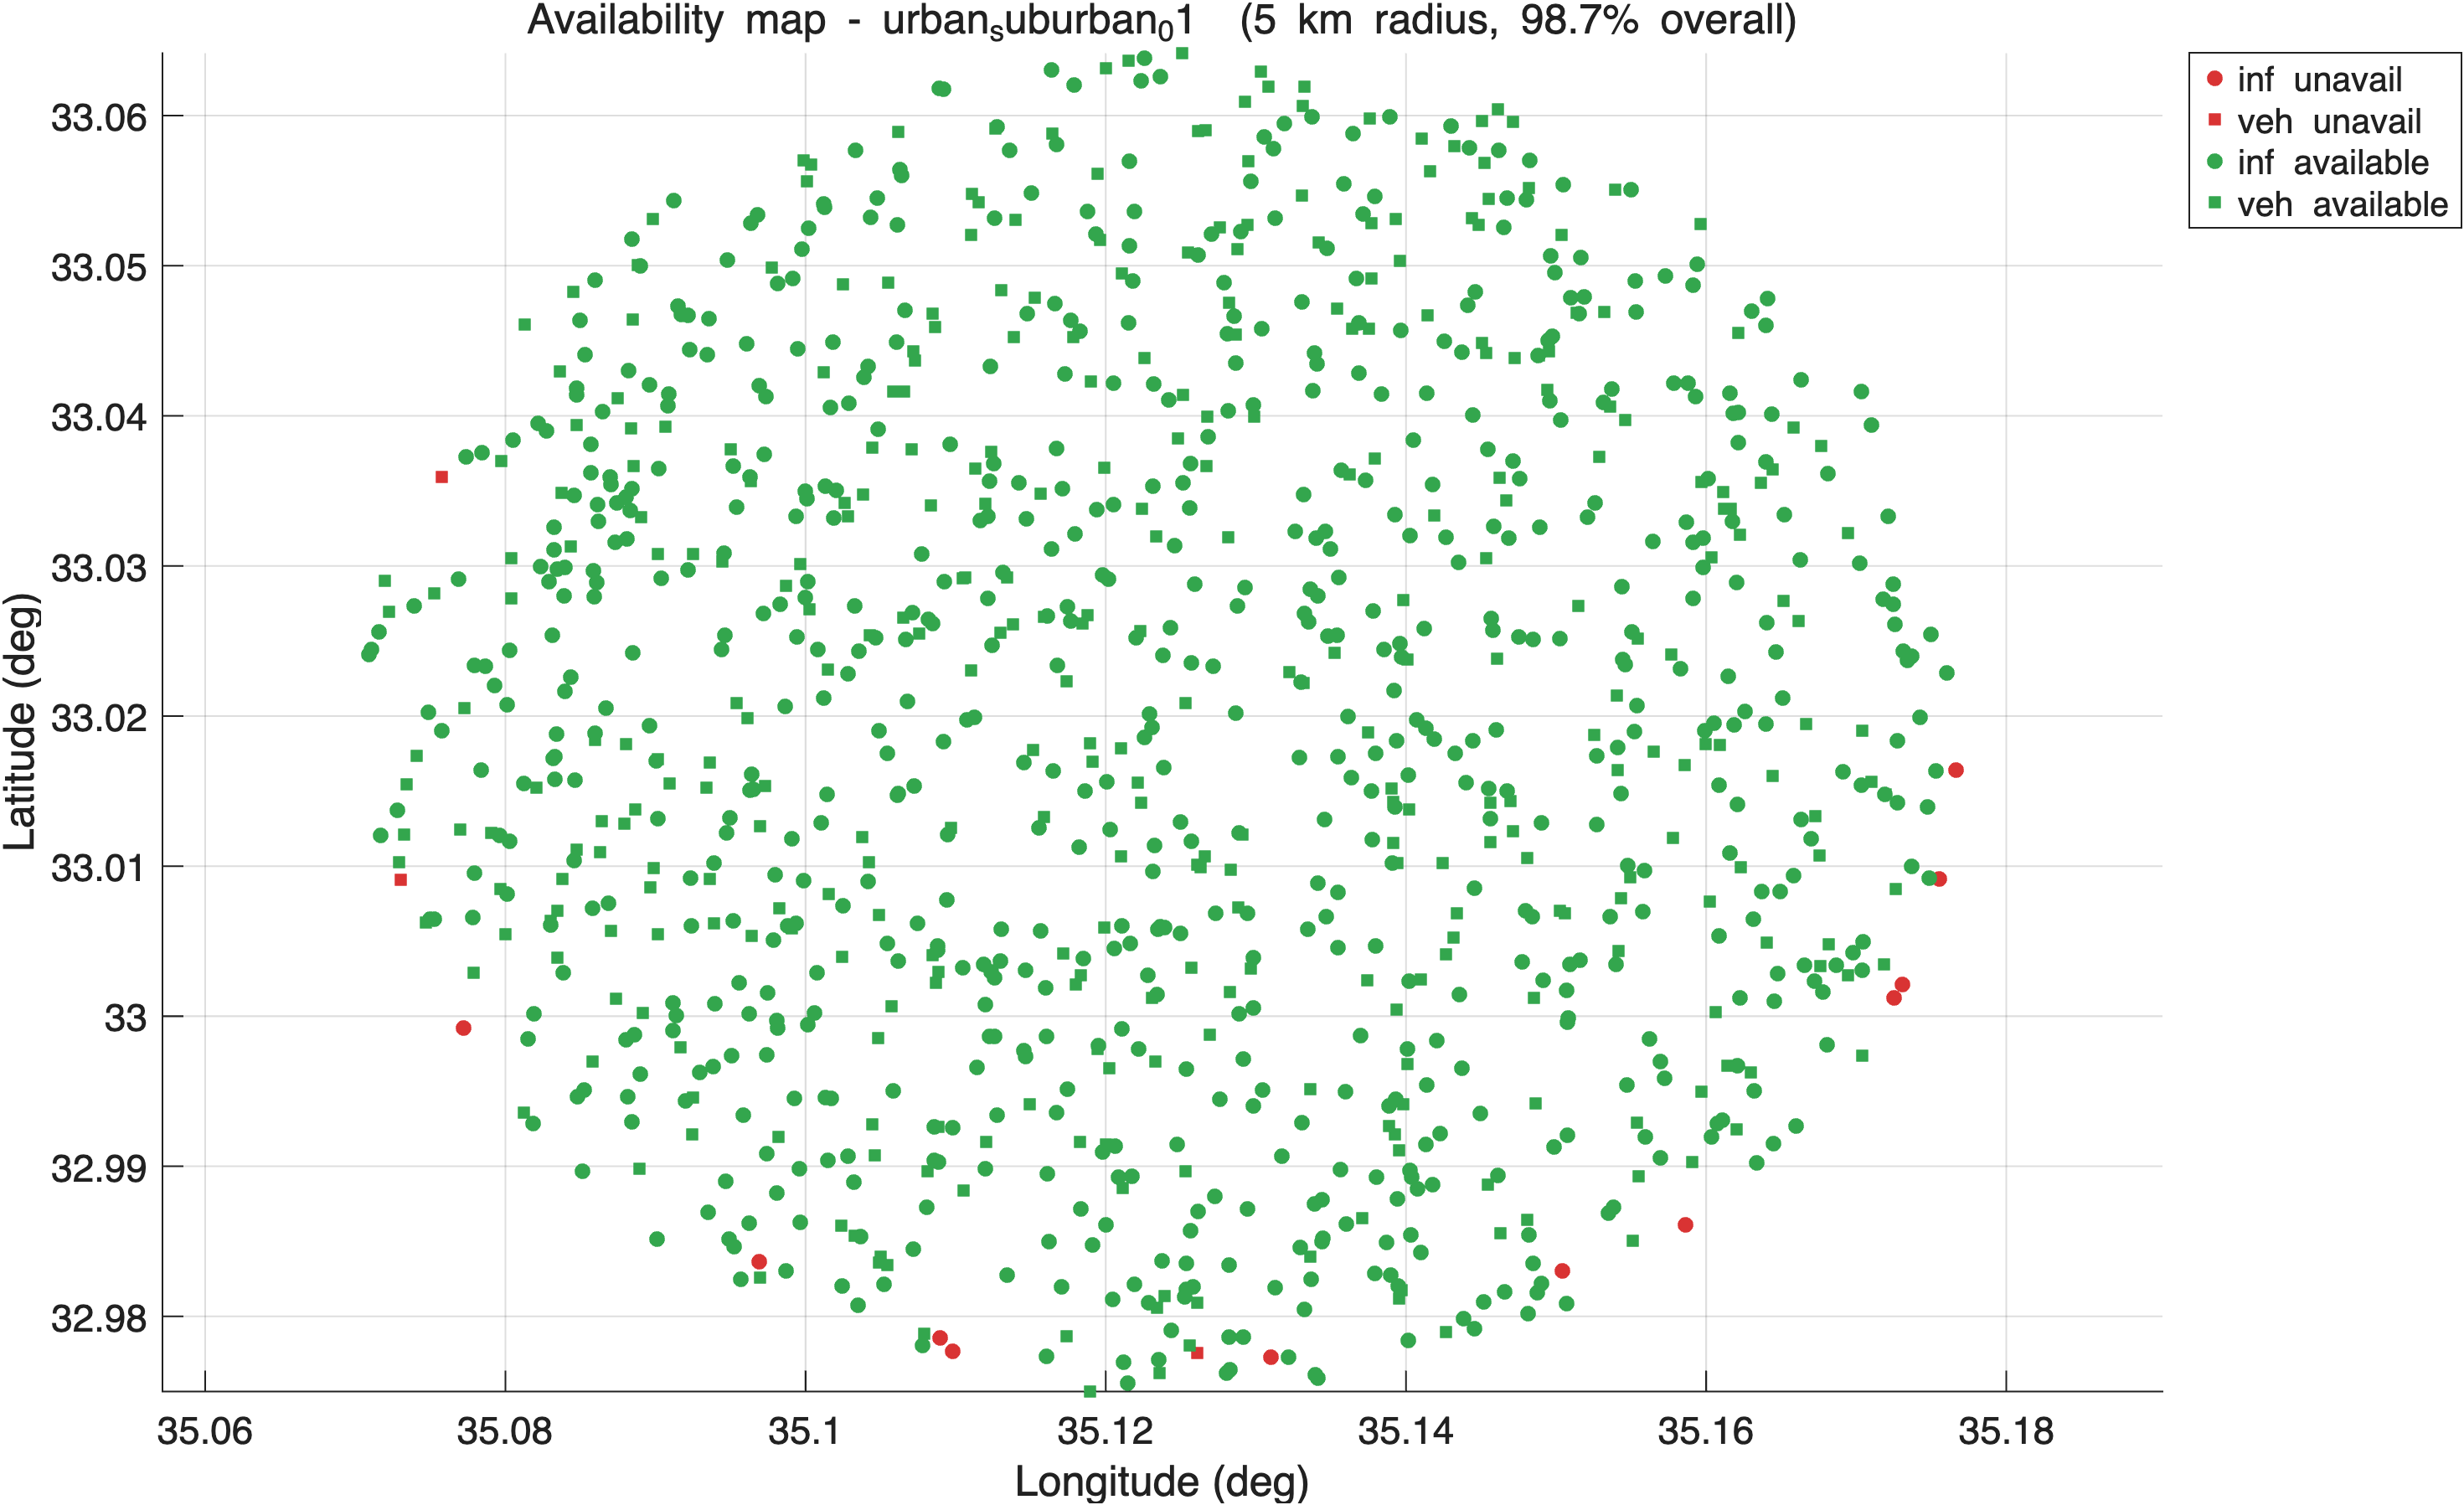 Availability map - urbansuburban01 (5 km radius, 98.7% overall)
inf unavail
veh unavail
inf available
veh available
33.06
33.05
33.04
33.03
33.02
33.01
33
32.99
32.98
Latitude (deg)
35.06 35.08 35.1 35.12 35.14 35.16 35.18
Longitude (deg)